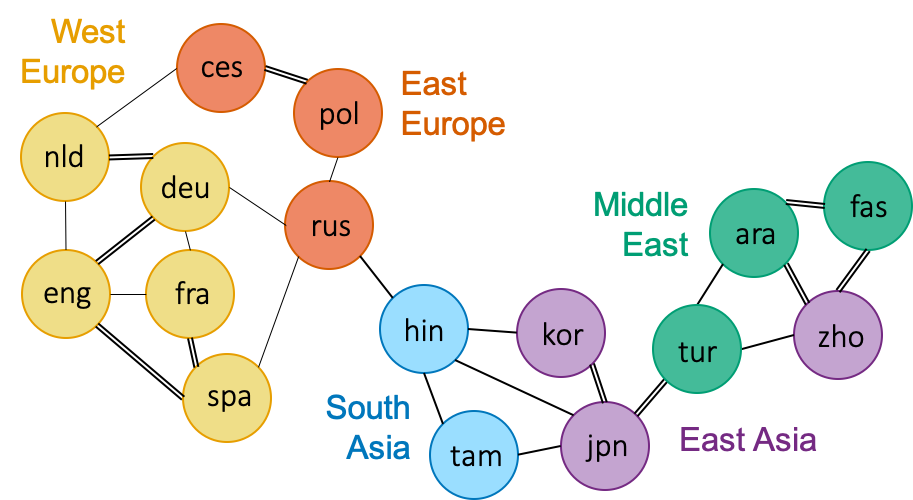 West
Europe
ces
East
Europe
pol
nld
deu
rus
Middle
East
fas
ara
eng
fra
hin
kor
tur
zho
spa
South
Asia
tam
jpn
East Asia